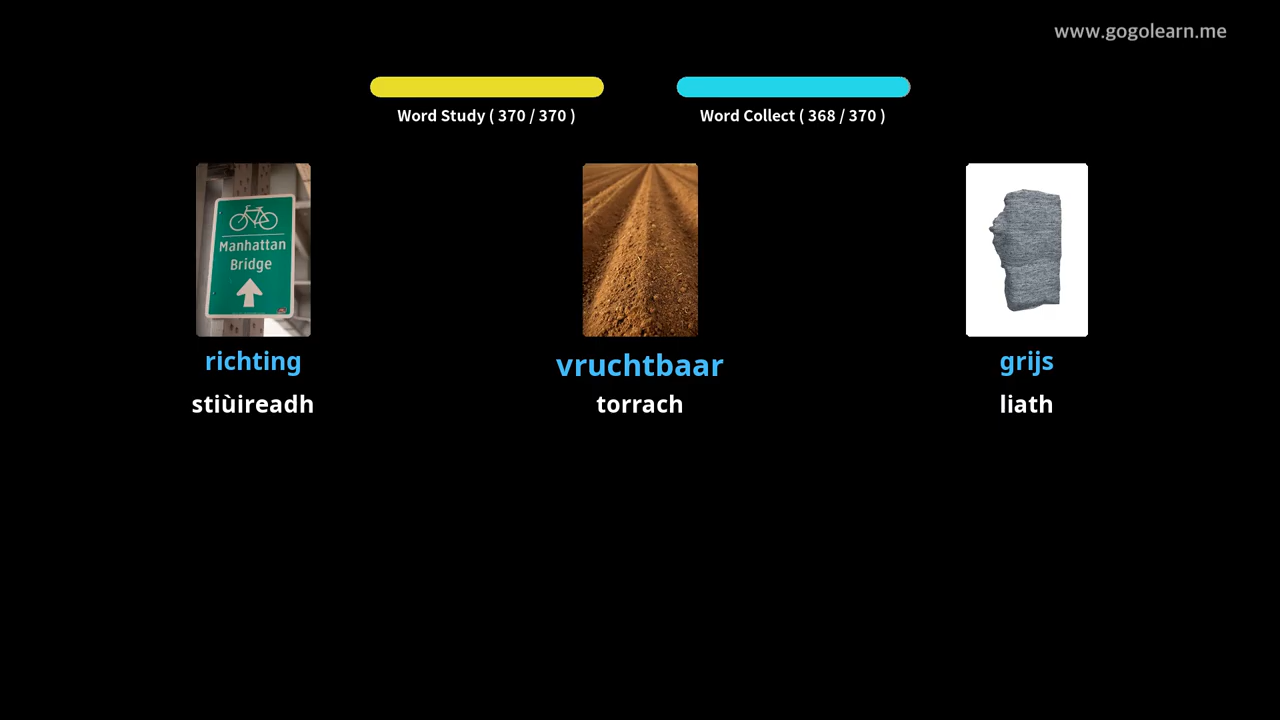 www.gogolearn.me
Word Study ( 370 / 370 )
Word Collect ( 368 / 370 )
Manhattan
Bridge
richting
stiùireadh
vruchtbaar
torrach
grijs
liath